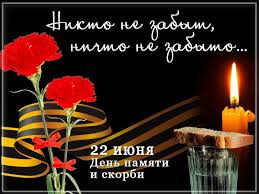 Никто не забыт,
ничто не забыто...
22 ИЮНЯ
День памяти
и скорби